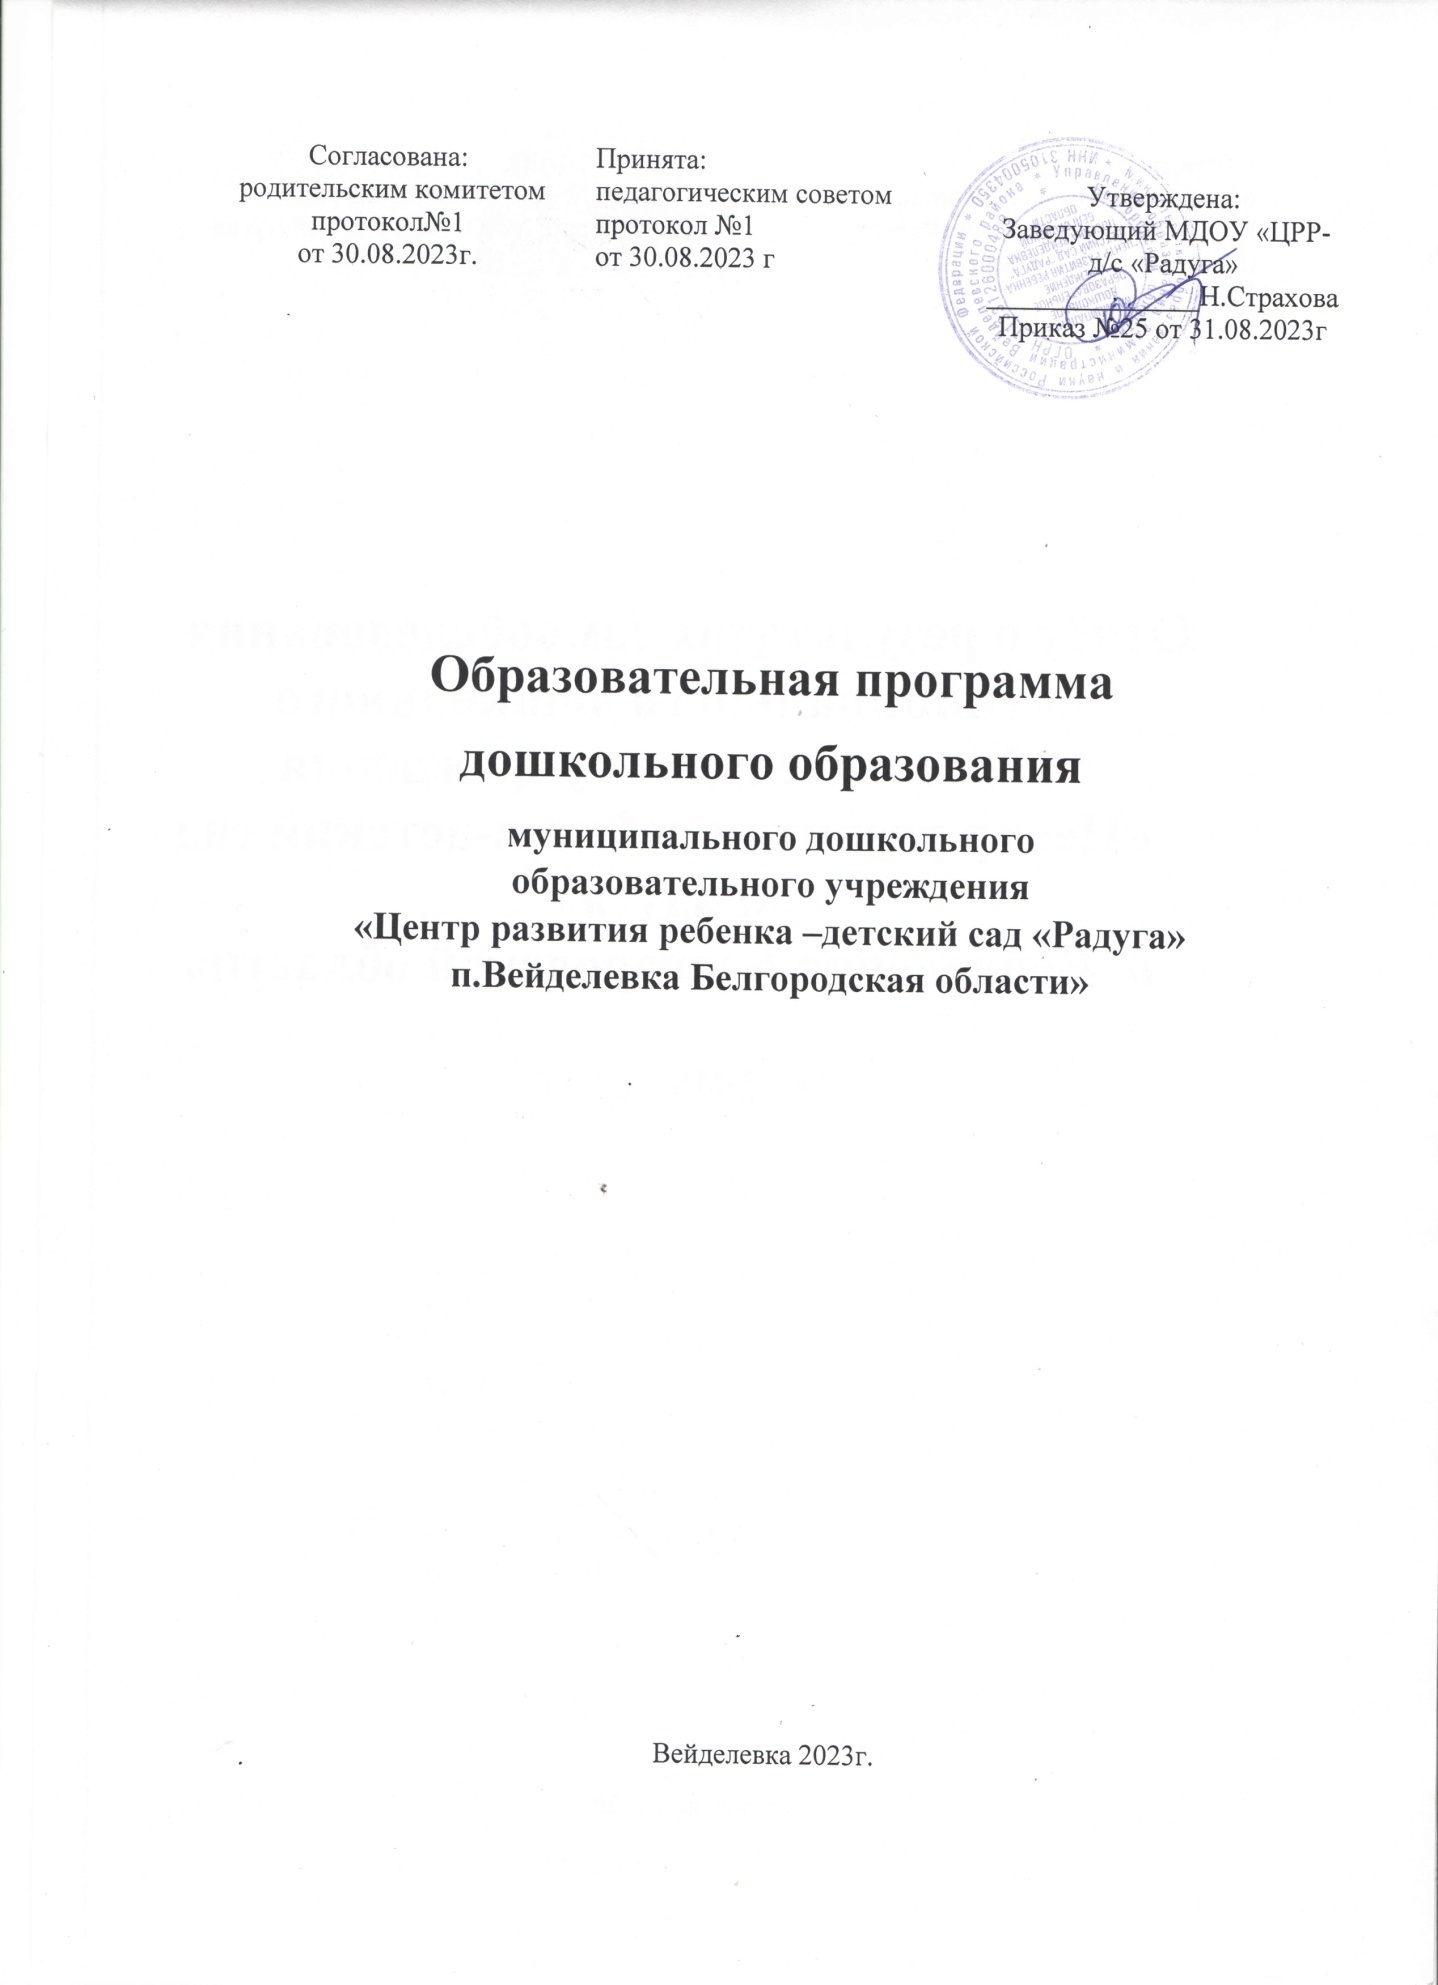 Согласована:
родительским комитетом
протокол№1
от 30.08.2023г.
Принята:
педагогическим советом
протокол №1
от 30.08.2023 г
Утверждена:
Заведующий МДОУ «ЦРР-
д/с «Радуга»
Н.Страхова
Приказ №25 от 31.08.2023г
Образовательная программа
дошкольного образования
муниципального дошкольного
образовательного учреждения
«Центр развития ребенка –детский сад «Радуга»
п.Вейделевка Белгородская области»
Вейделевка 2023г.